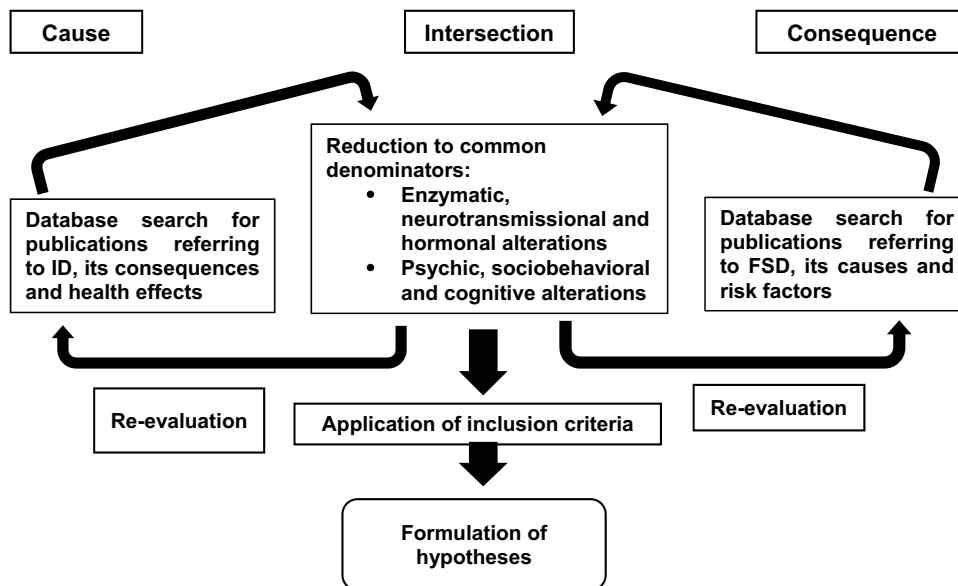 Cause
Intersection
Consequence
Reduction to common
denominators:
• Enzymatic,
neurotransmissional and
hormonal alterations
• Psychic, sociobehavioral
and cognitive alterations
Database search for
publications referring
to ID, its consequences
and health effects
Database search for
publications referring
to FSD, its causes and
risk factors
Re-evaluation
Re-evaluation
Application of inclusion criteria
Formulation of
hypotheses